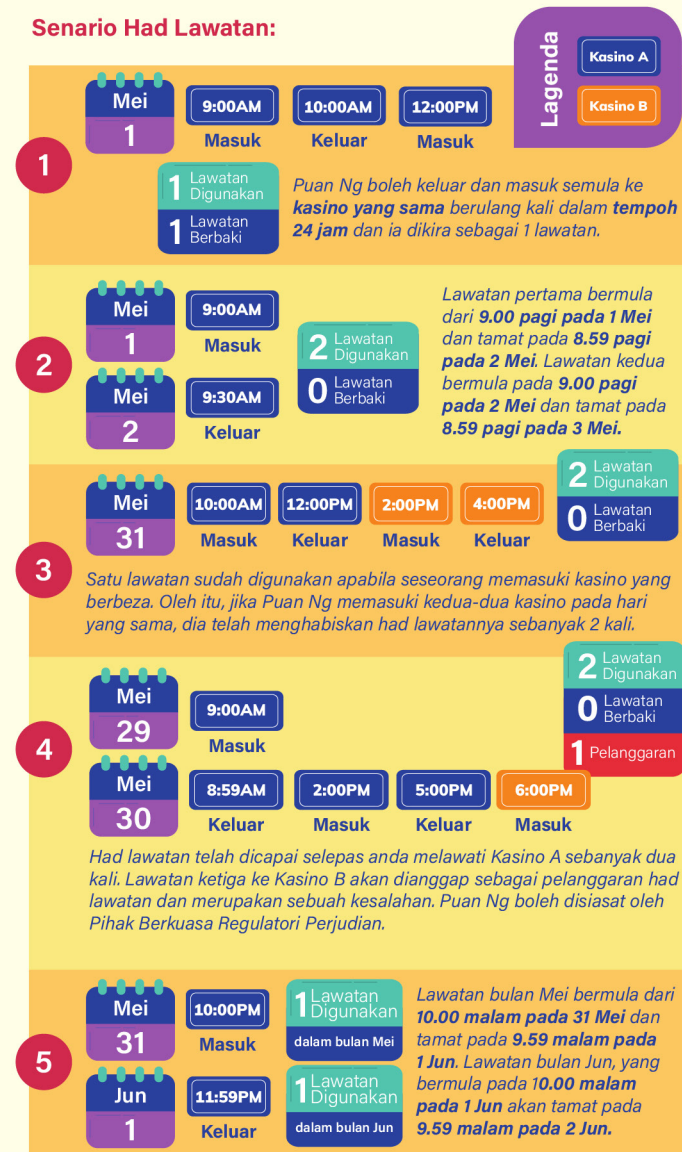 Senario Had Lawatan:
Lagenda
Kasino A
Kasino B
1
Mei
1
9:00AM
Masuk
10:00AM
Keluar
12:00PM
Masuk
1 Lawatan Digunakan
1 Lawatan Berbaki
Puan Ng boleh keluar dan masuk semula ke
kasino yang sama berulang kali dalam tempoh
24 jam dan ia dikira sebagai 1 lawatan.
2
Mei
1
9:00AM
Masuk
Mei
2
9:30AM
Keluar
2 Lawatan Digunakan
0 Lawatan Berbaki
Lawatan pertama bermula
dari 9.00 pagi pada 1 Mei
dan tamat pada 8.59 pagi
pada 2 Mei. Lawatan kedua
bermula pada 9.00 pagi
pada 2 Mei dan tamat pada
8.59 pagi pada 3 Mei.
3
Mei
31
10:00AM
Masuk
12:00PM
Keluar
2:00PM
Masuk
4:00PM
Keluar
2 Lawatan Digunakan
0 Lawatan Berbaki
Satu lawatan sudah digunakan apabila seseorang memasuki kasino yang
berbeza. Oleh itu, jika Puan Ng memasuki kedua-dua kasino pada hari
yang sama, dia telah menghabiskan had lawatannya sebanyak 2 kali.
4
Mei
29
9:00AM
Masuk
Mei
30
8:59AM
Keluar
2:00PM
Masuk
5:00PM
Keluar
6:00PM
Masuk
2 Lawatan Digunakan
0 Lawatan Berbaki
1 Pelanggaran
Had lawatan telah dicapai selepas anda melawati Kasino A sebanyak dua
kali. Lawatan ketiga ke Kasino B akan dianggap sebagai pelanggaran had
lawatan dan merupakan sebuah kesalahan. Puan Ng boleh disiasat oleh
Pihak Berkuasa Regulatori Perjudian.
5
Mei
31
10:00PM
Masuk
1 Lawatan Digunakan
dalam bulan Mei
Jun
1
11:59PM
Keluar
1 Lawatan Digunakan
dalam bulan Jun
Lawatan bulan Mei bermula dari
10.00 malam pada 31 Mei dan
tamat pada 9.59 malam pada
1 Jun. Lawatan bulan Jun, yang
bermula pada 10.00 malam
pada 1 Jun akan tamat pada
9.59 malam pada 2 Jun.